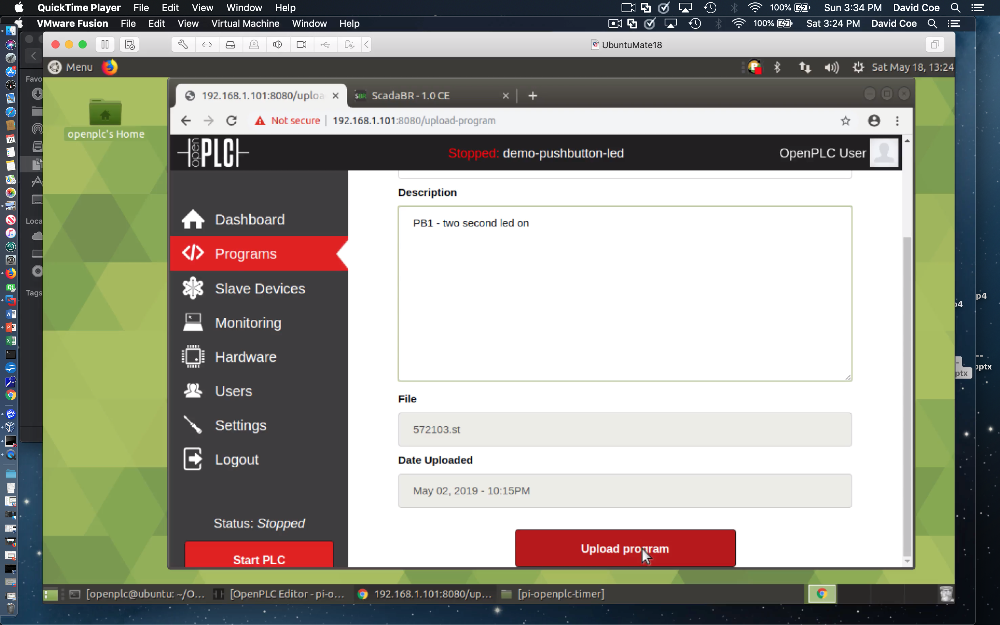 QuickTime Player File Edit View Window Help 100% Sun 3:34 PM David Coe
VMware Fusion File Edit View Virtual Machine Window Help 100% Sat 3:24 PM David Coe
UbuntuMate18
Menu Sat May 18, 13:24
Favo
192.168.1.101:8080/uploa SBR ScadaBR - 1.0 CE
Not secure 192.168.1.101:8080/upload-program
openplc's Home
open PLC
Stopped: demo-pushbutton-led
OpenPLC User
Description
PB1 - two second led on
Dashboard
Loca
Programs
Slave Devices
Tags
p4
p4
Monitoring
Hardware
pptx
ptx
Users
File
Settings
572103.st
Logout
Date Uploaded
May 02, 2019 - 10:15PM
Status: Stopped
Upload program
Start PLC
[openplc@ubuntu: ~/O... [OpenPLC Editor - pi-o... 192.168.1.101:8080/up... [pi-openplc-timer]